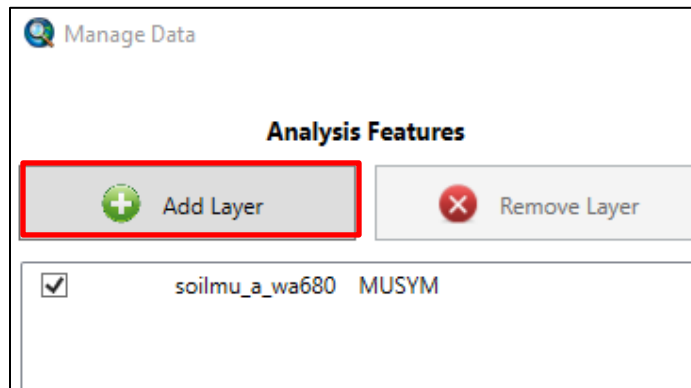 Manage Data
Analysis Features
Add Layer
Remove Layer
soilmu_a_wa680 MUSYM